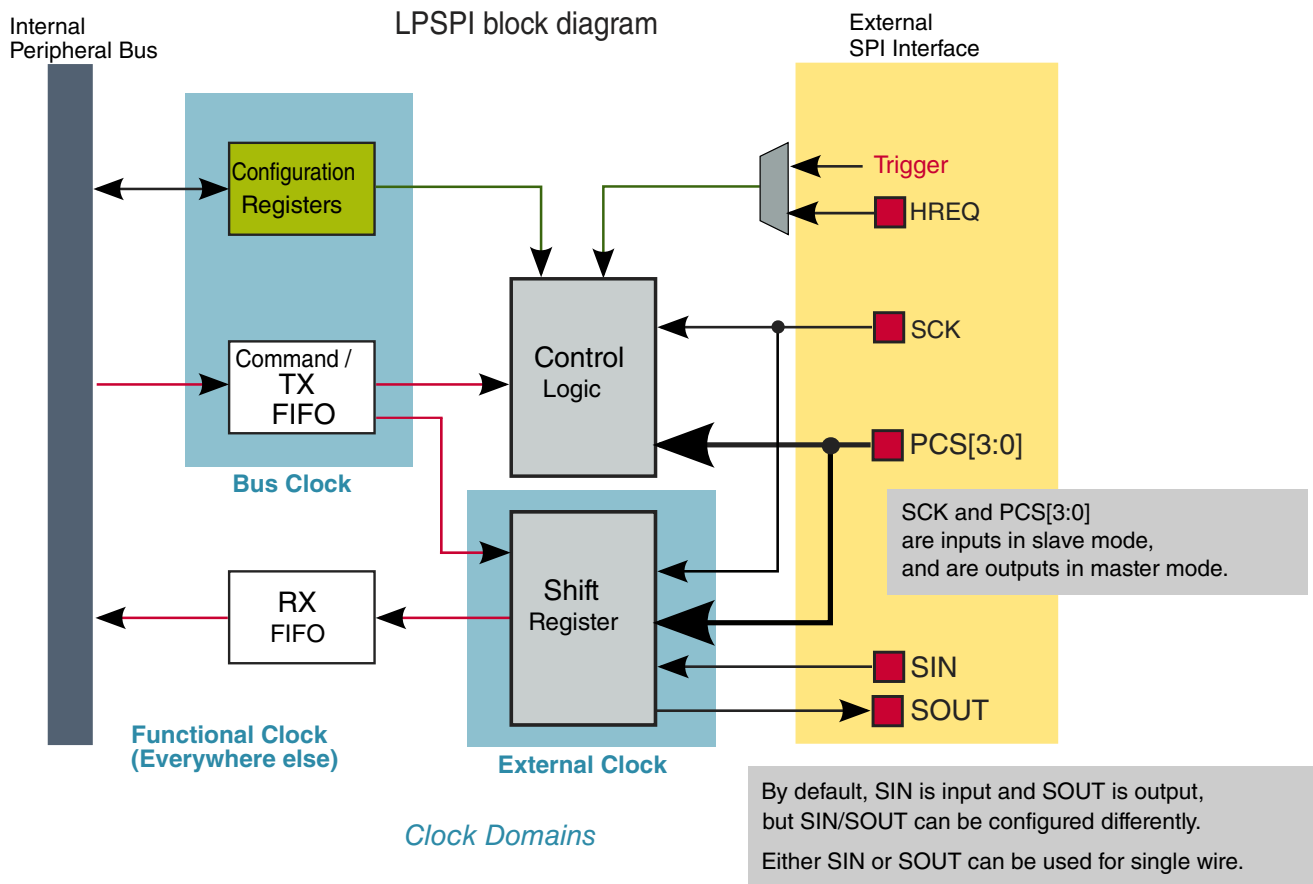 LPSPI block diagram
Internal
Peripheral Bus
External
SPI Interface
Configuration
Registers
Trigger
HREQ
SCK
Command /
TX
FIFO
Control
Logic
PCS[3:0]
Bus Clock
SCK and PCS[3:0]
are inputs in slave mode,
and are outputs in master mode.
Shift
Register
RX
FIFO
SIN
SOUT
Functional Clock
(Everywhere else)
External Clock
By default, SIN is input and SOUT is output,
but SIN/SOUT can be configured differently.
Either SIN or SOUT can be used for single wire.
Clock Domains